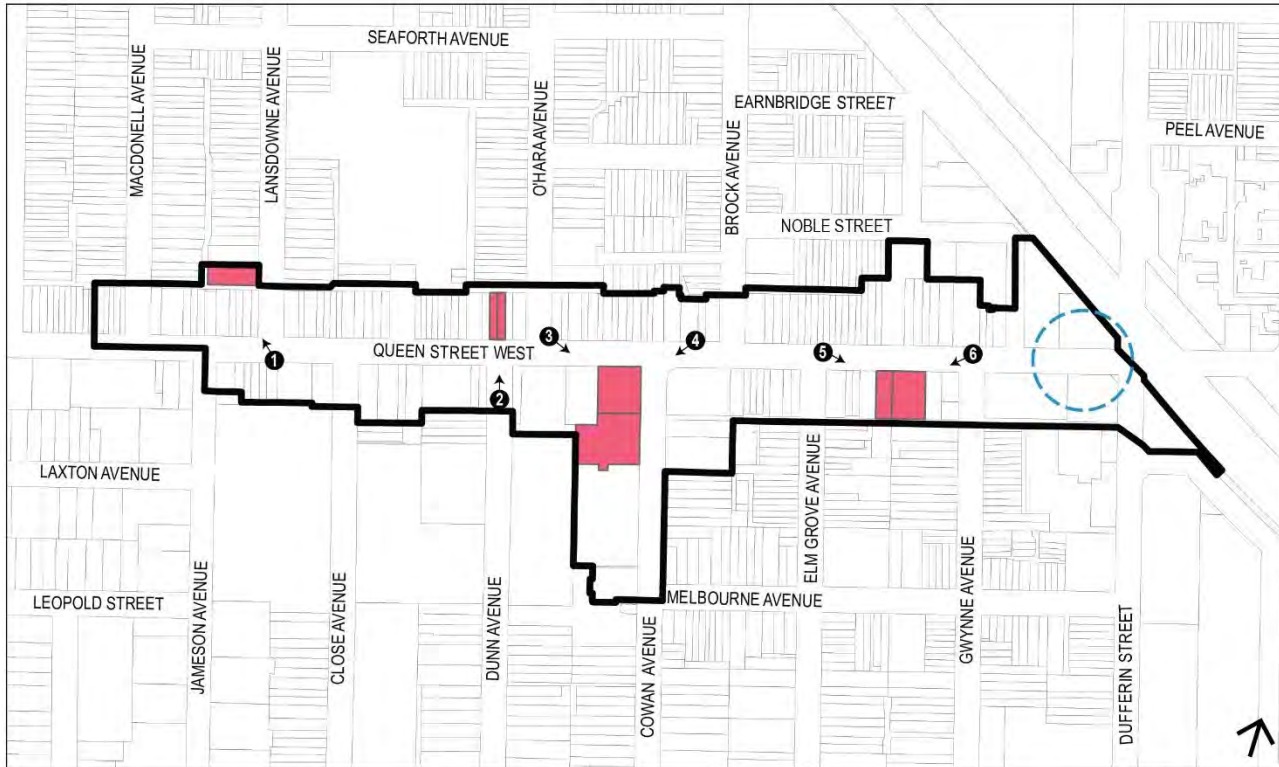 SEAFORTH AVENUE
MACDONELL AVENUE
LANSDOWNE AVENUE
O'HARA AVENUE
BROCK AVENUE
EARNBRIDGE STREET
PEEL AVENUE
NOBLE STREET
1
QUEEN STREET WEST
2
3
4
5
6
LAXTON AVENUE
LEOPOLD STREET
JAMESON AVENUE
CLOSE AVENUE
DUNN AVENUE
COWAN AVENUE
MELBOURNE AVENUE
ELM GROVE AVENUE
GWYNNE AVENUE
DUFFERIN STREET